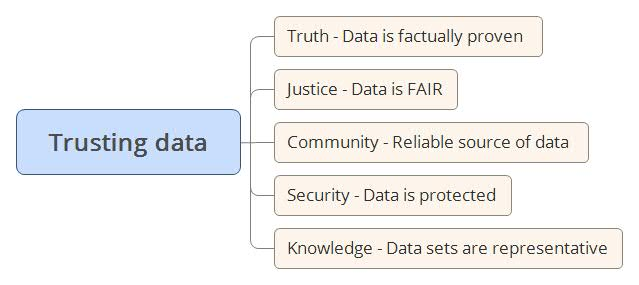 Truth - Data is factually proven
Justice - Data is FAIR
Trusting data
Community - Reliable source of data
Security - Data is protected
Knowledge - Data sets are representative